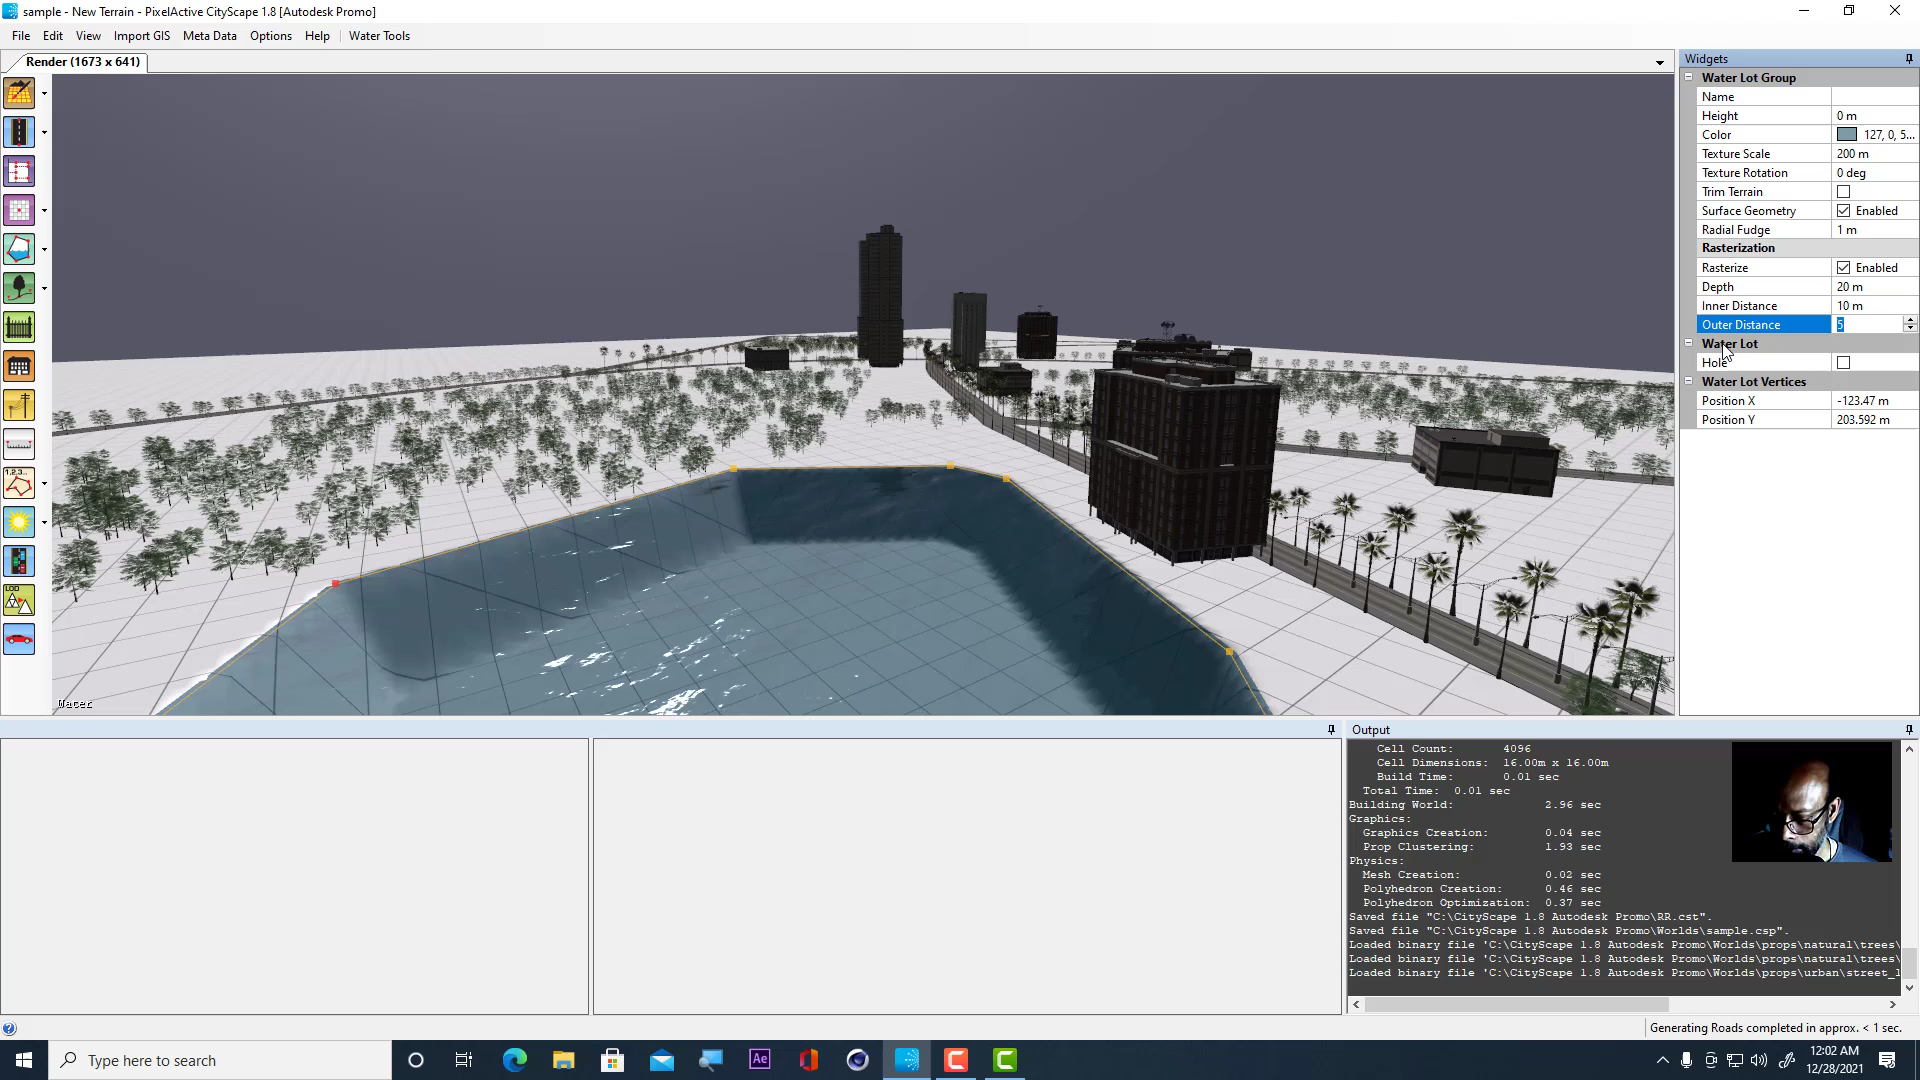 sample - New Terrain - PixelActive CityScape 1.8 [Autodesk Promo]
File Edit View Import GIS Meta Data Options Help Water Tools
Render (1673 x 641)
Widgets
Water Lot Group
Name
Height 0 m
Color 127, 0, 5...
Texture Scale 200 m
Texture Rotation 0 deg
Trim Terrain
Surface Geometry Enabled
Radial Fudge 1 m
Rasterization
Rasterize Enabled
Depth 20 m
Inner Distance 10 m
Outer Distance 5
Water Lot
Hole
Water Lot Vertices
Position X -123.47 m
Position Y 203.592 m
1,2,3...
LOD
Water
Output
Cell Count: 4096
Cell Dimensions: 16.00m x 16.00m
Build Time: 0.01 sec
Total Time: 0.01 sec
Building World: 2.96 sec
Graphics:
Graphics Creation: 0.04 sec
Prop Clustering: 1.93 sec
Physics:
Mesh Creation: 0.02 sec
Polyhedron Creation: 0.46 sec
Polyhedron Optimization: 0.37 sec
Saved file "C:\CityScape 1.8 Autodesk Promo\RR.cst".
Saved file "C:\CityScape 1.8 Autodesk Promo\Worlds\sample.csp".
Loaded binary file 'C:\CityScape 1.8 Autodesk Promo\Worlds\props\natural\trees\
Loaded binary file 'C:\CityScape 1.8 Autodesk Promo\Worlds\props\natural\trees\
Loaded binary file 'C:\CityScape 1.8 Autodesk Promo\Worlds\props\urban\street_l
Generating Roads completed in approx. < 1 sec.
Type here to search
Ae
12:02 AM
12/28/2021